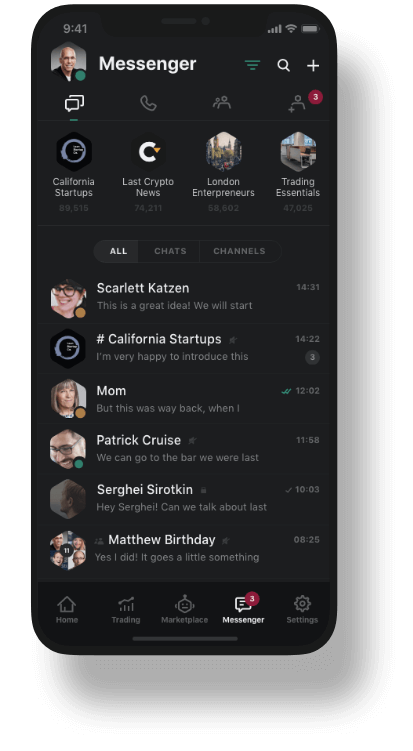 9:41
Messenger
3
California
Startups
89,515
Last Crypto
News
74,211
London
Enterpreneurs
58,602
Trading
Essentials
47,025
ALL CHATS CHANNELS
Scarlett Katzen 14:31
This is a great idea! We will start
# California Startups 14:22
I'm very happy to introduce this 3
Mom 12:02
But this was way back, when I
Patrick Cruise 11:58
We can go to the bar we were last
Serghei Sirotkin 10:03
Hey Serghei! Can we talk about last
11 Matthew Birthday 08:25
Yes I did! It goes a little something
3
Home Trading Marketplace Messenger Settings